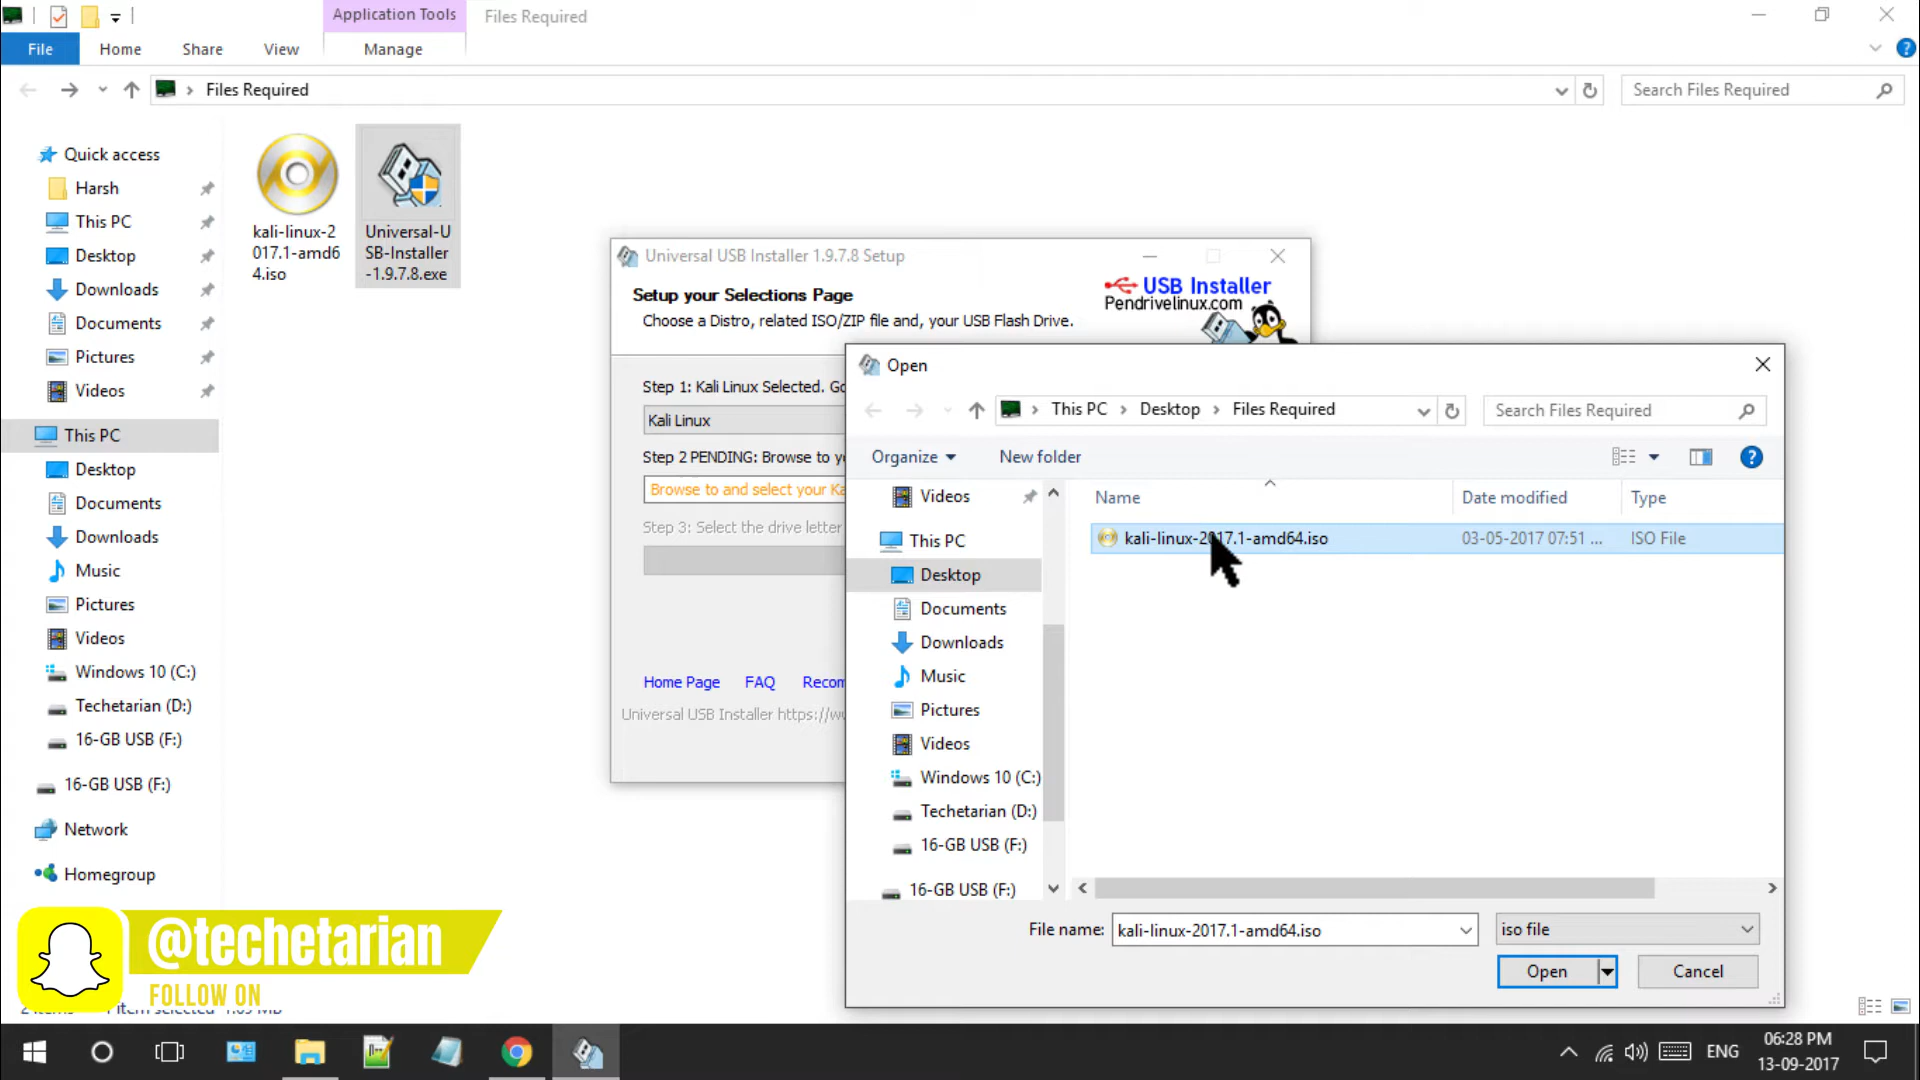 Application Tools
Files Required
File
Home
Share
View
Manage
Files Required
Search Files Required
Quick access
Harsh
This PC
Desktop
Downloads
Documents
Pictures
Videos
This PC
Desktop
Documents
Downloads
Music
Pictures
Videos
Windows 10 (C:)
Techetarian (D:)
16-GB USB (F:)
16-GB USB (F:)
Network
Homegroup
kali-linux-2
017.1-amd6
4.iso
Universal-U
SB-Installer
-1.9.7.8.exe
Universal USB Installer 1.9.7.8 Setup
Setup your Selections Page
Choose a Distro, related ISO/ZIP file and, your USB Flash Drive.
USB Installer
Pendrivelinux.com
Step 1: Kali Linux Selected.
Kali Linux
Step 2 PENDING: Browse to
Browse to and select your
Step 3: Select the drive letter
Home Page
FAQ
Universal USB Installer
Open
This PC
Desktop
Files Required
Search Files Required
Organize
New folder
Name
Date modified
Type
kali-linux-2017.1-amd64.iso
03-05-2017 07:51 ...
ISO File
Videos
This PC
Desktop
Documents
Downloads
Music
Pictures
Videos
Windows 10 (C:)
Techetarian (D:)
16-GB USB (F:)
16-GB USB (F:)
File name:
kali-linux-2017.1-amd64.iso
iso file
Open
Cancel
@techetarian
FOLLOW ON
ENG
06:28 PM
13-09-2017